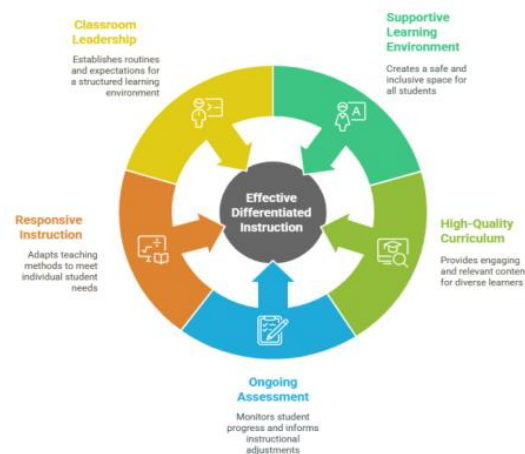 Classroom
Leadership
Establishes routines
and expectations for
a structured learning
environment
Supportive
Learning
Environment
Creates a safe and
inclusive space for
all students
A
Effective
Differentiated
Instruction
Responsive
Instruction
Adapts teaching
methods to meet
individual student
needs
High-Quality
Curriculum
Provides engaging
and relevant content
for diverse learners
Ongoing
Assessment
Monitors student
progress and informs
instructional
adjustments